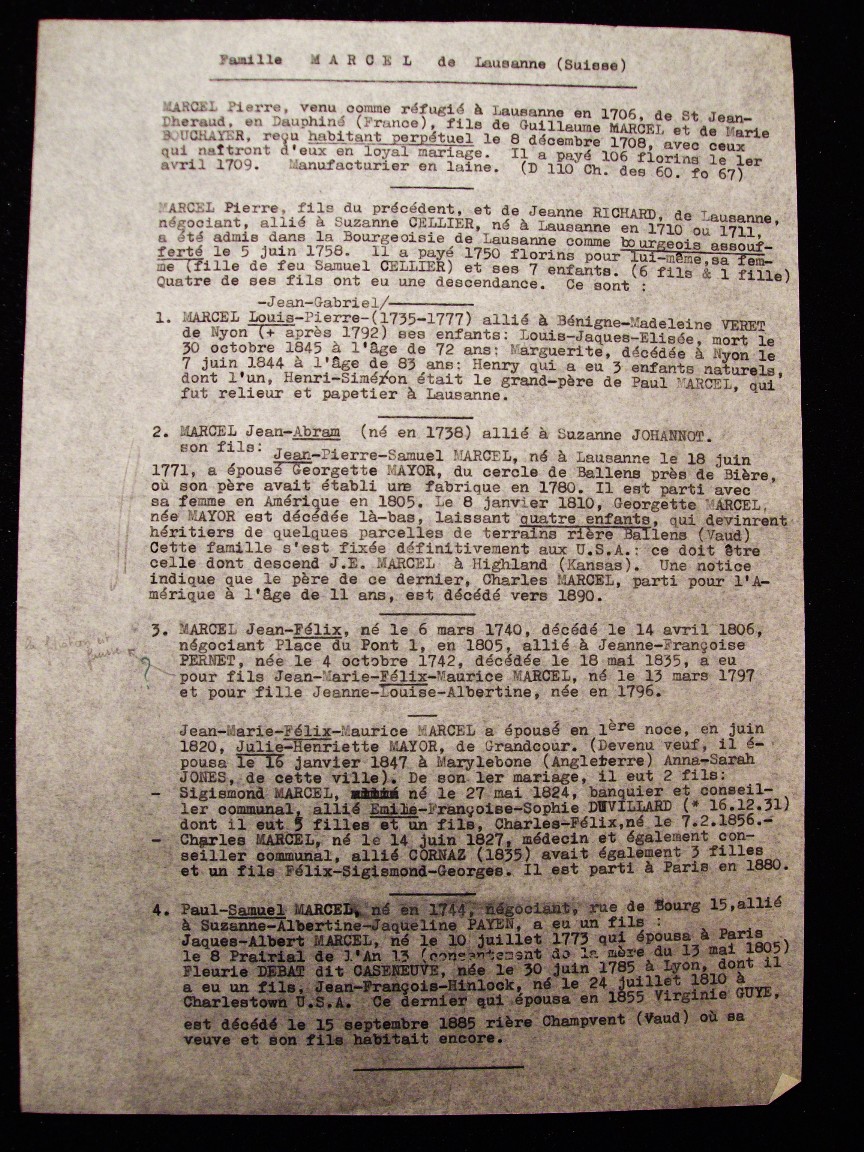 Famille M A R C E L de Lausanne (Suisse)
MARCEL Pierre, venu comme réfugié à Lausanne en 1706, de St Jean-
Dheraud, en Dauphiné (France), fils de Guillaume MARCEL et de Marie
BOUCHAYER, reçu habitant perpétuel le 8 décembre 1708, avec ceux
qui naîtront d'eux en loyal mariage. Il a payé 106 florins le 1er
avril 1709. Manufacturier en laine. (D 110 Ch. des 60. fo 67)
MARCEL Pierre, fils du précédent, et de Jeanne RICHARD, de Lausanne,
négociant, allié à Suzanne CELLIER, né à Lausanne en 1710 ou 1711,
a été admis dans la Bourgeoisie de Lausanne comme bourgeois assouf-
ferté le 5 juin 1758. Il a payé 1750 florins pour lui-même, sa fem-
me (fille de feu Samuel CELLIER) et ses 7 enfants. (6 fils & 1 fille)
Quatre de ses fils ont eu une descendance. Ce sont :
-Jean-Gabriel/
1. MARCEL Louis-Pierre-(1735-1777) allié à Bénigne-Madeleine VERET
de Nyon (+ après 1792) ses enfants: Louis-Jaques-Elisée, mort le
30 octobre 1845 à l'âge de 72 ans: Marguerite, décédée à Nyon le
7 juin 1844 à l'âge de 83 ans: Henry qui a eu 3 enfants naturels,
dont l'un, Henri-Siméon était le grand-père de Paul MARCEL, qui
fut relieur et papetier à Lausanne.
2. MARCEL Jean-Abram (né en 1738) allié à Suzanne JOHANNOT.
son fils:
Jean-Pierre-Samuel MARCEL, né à Lausanne le 18 juin
1771, a épousé Georgette MAYOR, du cercle de Ballens près de Bière,
où son père avait établi une fabrique en 1780. Il est parti avec
sa femme en Amérique en 1805. Le 8 janvier 1810, Georgette MARCEL,
née MAYOR est décédée là-bas, laissant quatre enfants, qui devinrent
héritiers de quelques parcelles de terrains rière Ballens (Vaud)
Cette famille s'est fixée définitivement aux U.S.A.: ce doit être
celle dont descend J.E. MARCEL à Highland (Kansas). Une notice
indique que le père de ce dernier, Charles MARCEL, parti pour l'A-
mérique à l'âge de 11 ans, est décédé vers 1890.
?
3. MARCEL Jean-Félix, né le 6 mars 1740, décédé le 14 avril 1806,
négociant Place du Pont 1, en 1805, allié à Jeanne-Françoise
PERNET, née le 4 octobre 1742, décédée le 18 mai 1835, a eu
pour fils Jean-Marie-Félix-Maurice MARCEL, né le 13 mars 1797
et pour fille Jeanne-Louise-Albertine, née en 1796.
Jean-Marie-Félix-Maurice MARCEL a épousé en 1ère noce, en juin
1820, Julie-Henriette MAYOR, de Grandcour. (Devenu veuf, il é-
pousa le 16 janvier 1847 à Marylebone (Angleterre) Anna-Sarah
JONES, de cette ville). De son 1er mariage, il eut 2 fils:
- Sigismond MARCEL, né le 27 mai 1824, banquier et conseil-
ler communal, allié Emile-Françoise-Sophie DUVILLARD (* 16.12.31)
dont il eut 3 filles et un fils, Charles-Félix,né le 7.2.1856.-
- Charles MARCEL, né le 14 juin 1827, médecin et également con-
seiller communal, allié CORNAZ (1835) avait également 3 filles
et un fils Félix-Sigismond-Georges. Il est parti à Paris en 1880.
4. Paul-Samuel MARCEL, né en 1744, négociant, rue de Bourg 15,allié
à Suzanne-Albertine-Jaqueline PAYEN, a eu un fils :
Jaques-Albert MARCEL, né le 10 juillet 1773 qui épousa à Paris
le 8 Prairial de l'An 13 (consentement de la mère du 13 mai 1805)
Fleurie DEBAT dit CASENEUVE, née le 30 juin 1785 à Lyon, dont il
a eu un fils, Jean-François-Hinlock, né le 24 juillet 1810 à
Charlestown U.S.A. Ce dernier qui épousa en 1855 Virginie GUYE,
est décédé le 15 septembre 1885 rière Champvent (Vaud) où sa
veuve et son fils habitait encore.